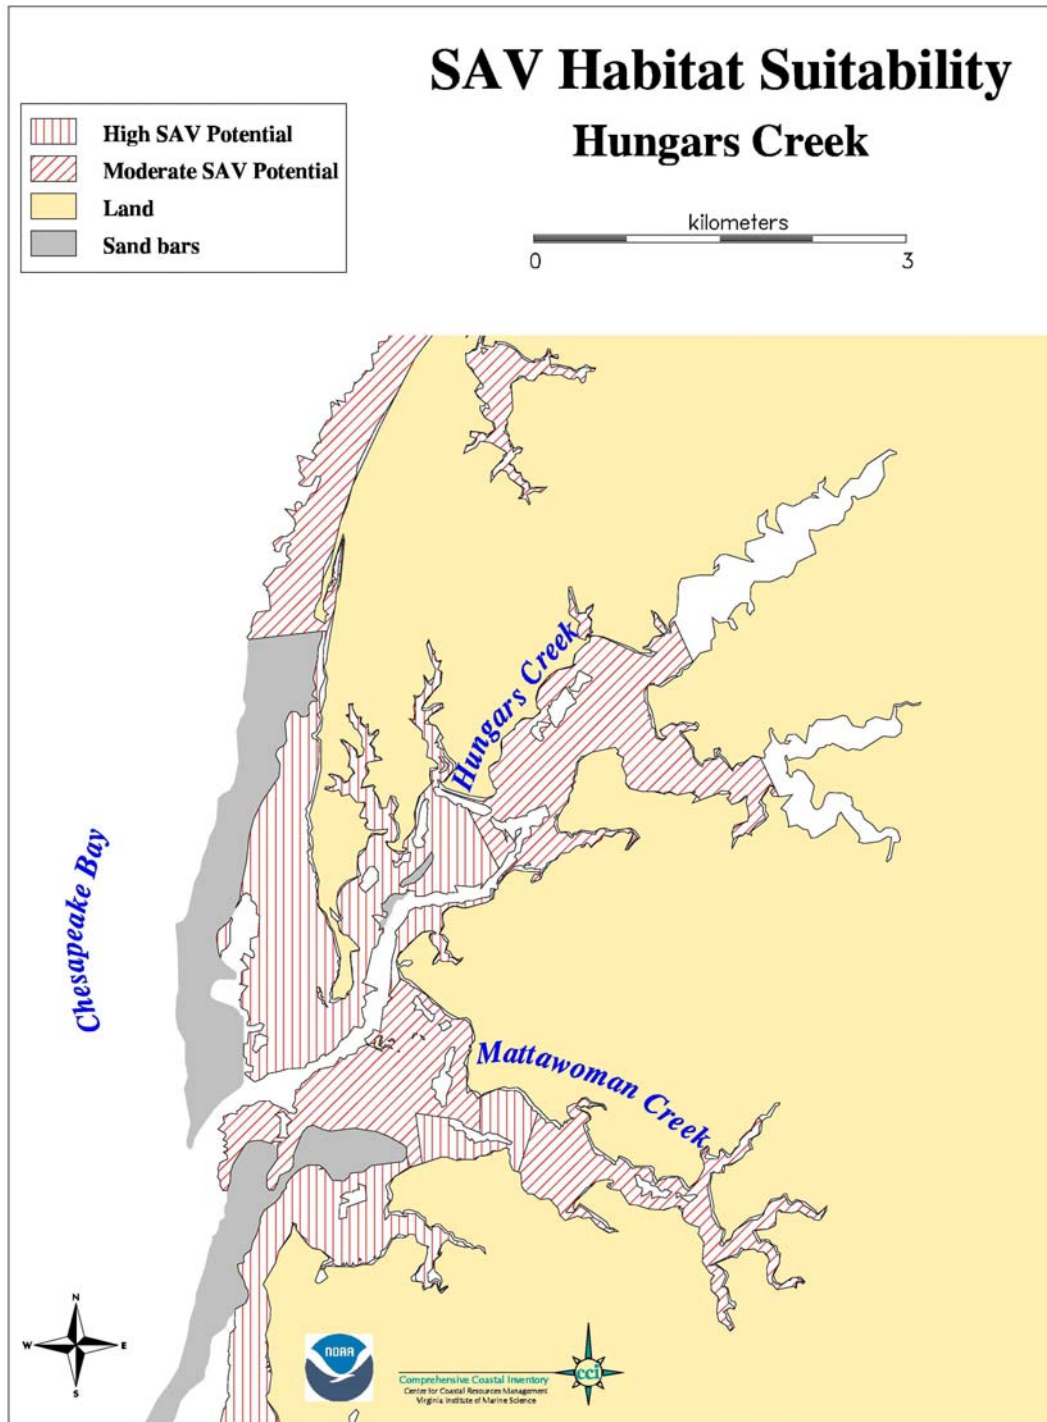 SAV Habitat Suitability
Hungars Creek
High SAV Potential
Moderate SAV Potential
Land
Sand bars
kilometers
0 3
Hungars Creek
Chesapeake Bay
Mattawoman Creek
N
W E
S
NOAA
Comprehensive Coastal Inventory
Center for Coastal Resources Management
Virginia Institute of Marine Science
cci